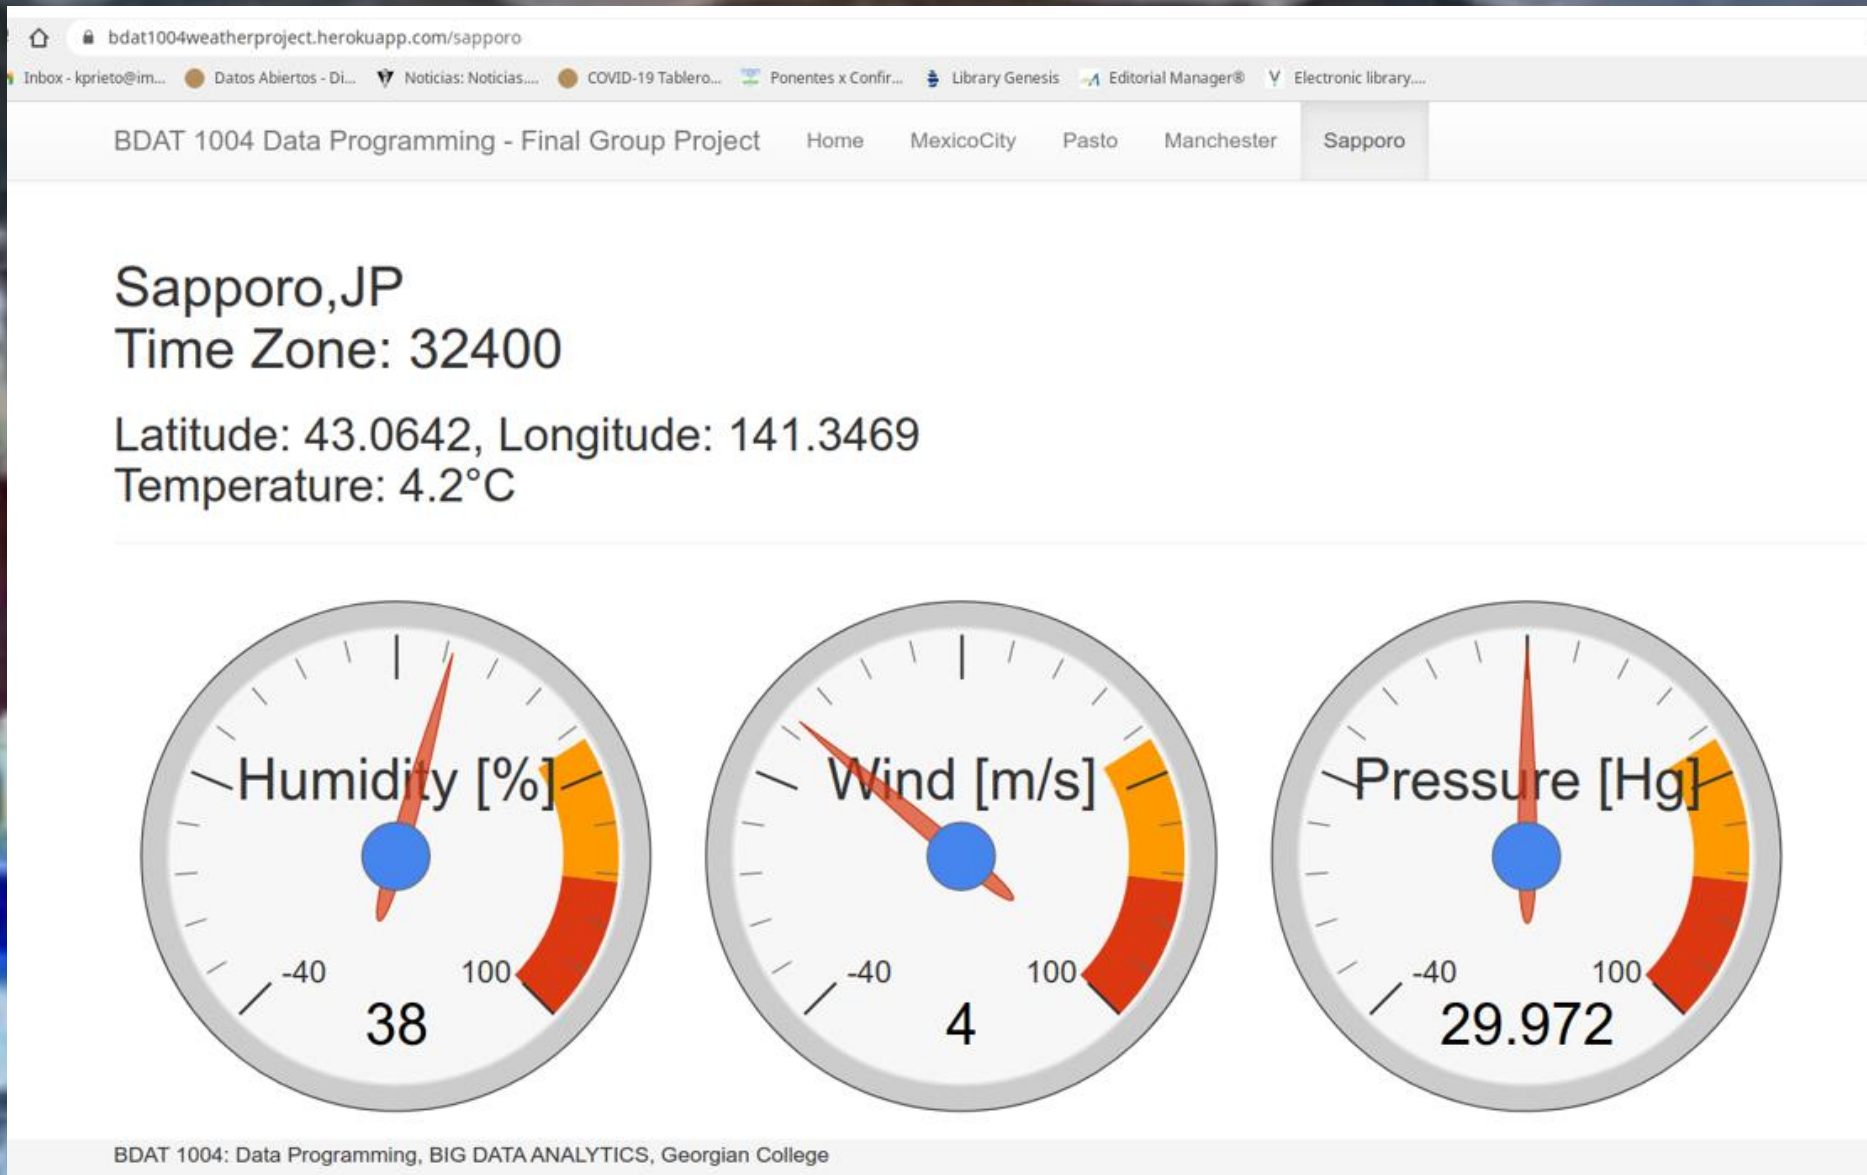 bdat1004weatherproject.herokuapp.com/sapporo
Inbox - kprieto@im... Datos Abiertos - Di... Noticias: Noticias.... COVID-19 Tablero... Ponentes x Confir... Library Genesis Editorial Manager® Electronic library....
BDAT 1004 Data Programming - Final Group Project Home MexicoCity Pasto Manchester Sapporo
Sapporo,JP
Time Zone: 32400
Latitude: 43.0642, Longitude: 141.3469
Temperature: 4.2°C
Humidity [%]
-40 100
38
Wind [m/s]
-40 100
4
Pressure [Hg]
-40 100
29.972
BDAT 1004: Data Programming, BIG DATA ANALYTICS, Georgian College